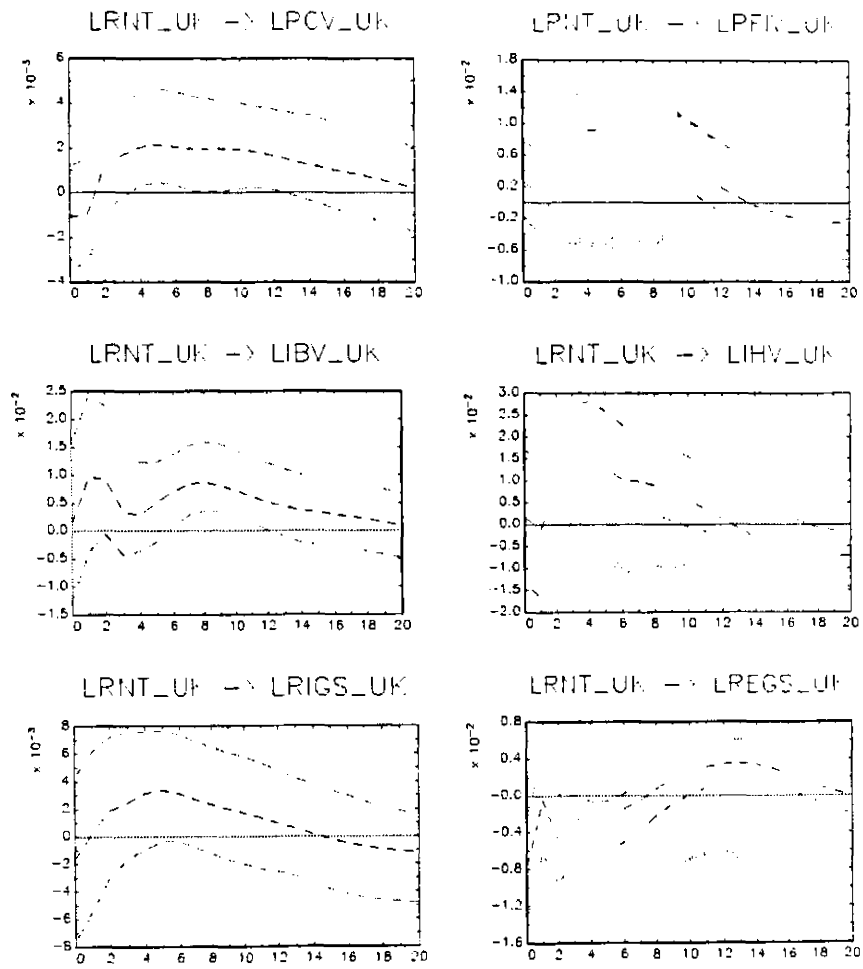 LRNT_UK -> LPCV_UK
x 10⁻³
6
4
2
0
-2
-4
0 2 4 6 8 10 12 14 16 18 20
x 10⁻²
1.8
1.4
1.0
0.6
0.2
-0.2
-0.6
-1.0
0 2 4 6 8 10 12 14 16 18 20
LRNT_UK -> LIBV_UK
x 10⁻²
2.5
2.0
1.5
1.0
0.5
0.0
-0.5
-1.0
-1.5
0 2 4 6 8 10 12 14 16 18 20
LRNT_UK -> LIHV_UK
x 10⁻²
3.0
2.5
2.0
1.5
1.0
0.5
0.0
-0.5
-1.0
-1.5
-2.0
0 2 4 6 8 10 12 14 16 18 20
LRNT_UK -> LRIGS_UK
x 10⁻³
8
6
4
2
0
-2
-4
-6
-8
0 2 4 6 8 10 12 14 16 18 20
LRNT_UK -> LREGS_UK
x 10⁻²
0.8
0.4
-0.0
-0.4
-0.8
-1.2
-1.6
0 2 4 6 8 10 12 14 16 18 20